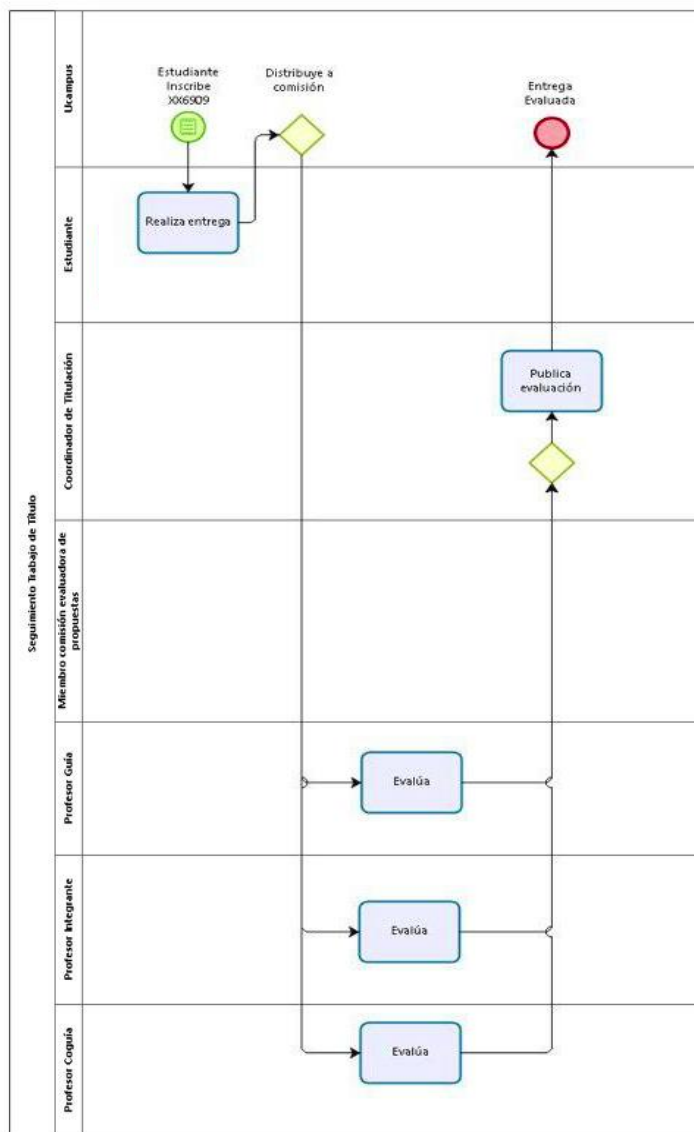 Seguimiento Trabajo de Título
Ucampus
Estudiante
Inscribe
XX6909
Distribuye a
comisión
Entrega
Evaluada
Estudiante
Realiza entrega
Coordinador de Titulación
Publica
evaluación
Miembro comisión evaluadora de
propuestas
Profesor Guía
Evalúa
Profesor Integrante
Evalúa
Profesor Coguía
Evalúa